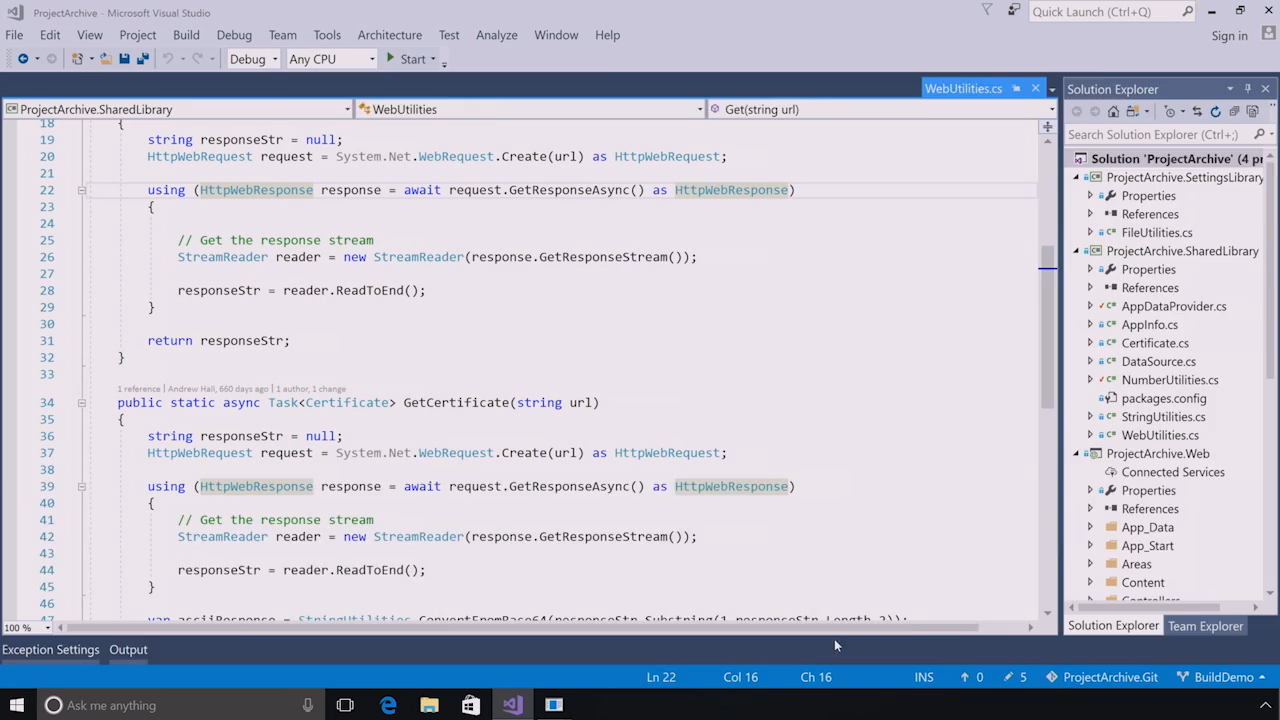 ProjectArchive - Microsoft Visual Studio
Quick Launch (Ctrl+Q)
File Edit View Project Build Debug Team Tools Architecture Test Analyze Window Help
Sign in
Debug Any CPU Start
WebUtilities.cs
ProjectArchive.SharedLibrary WebUtilities Get(string url)
18 {
19 string responseStr = null;
20 HttpWebRequest request = System.Net.WebRequest.Create(url) as HttpWebRequest;
21
22 using (HttpWebResponse response = await request.GetResponseAsync() as HttpWebResponse)
23 {
24
25 // Get the response stream
26 StreamReader reader = new StreamReader(response.GetResponseStream());
27
28 responseStr = reader.ReadToEnd();
29 }
30
31 return responseStr;
32 }
33
1 reference | Andrew Hall, 660 days ago | 1 author, 1 change
34 public static async Task<Certificate> GetCertificate(string url)
35 {
36 string responseStr = null;
37 HttpWebRequest request = System.Net.WebRequest.Create(url) as HttpWebRequest;
38
39 using (HttpWebResponse response = await request.GetResponseAsync() as HttpWebResponse)
40 {
41 // Get the response stream
42 StreamReader reader = new StreamReader(response.GetResponseStream());
43
44 responseStr = reader.ReadToEnd();
45 }
46
47 var asciiResponse = StringUtilities.
100 %
Solution Explorer
Search Solution Explorer (Ctrl+;)
Solution 'ProjectArchive' (4 pr
ProjectArchive.SettingsLibrary
Properties
References
FileUtilities.cs
ProjectArchive.SharedLibrary
Properties
References
AppDataProvider.cs
AppInfo.cs
Certificate.cs
DataSource.cs
NumberUtilities.cs
packages.config
StringUtilities.cs
WebUtilities.cs
ProjectArchive.Web
Connected Services
Properties
References
App_Data
App_Start
Areas
Content
Controllers
Solution Explorer Team Explorer
Exception Settings Output
Ln 22 Col 16 Ch 16 INS 0 5 ProjectArchive.Git BuildDemo
Ask me anything